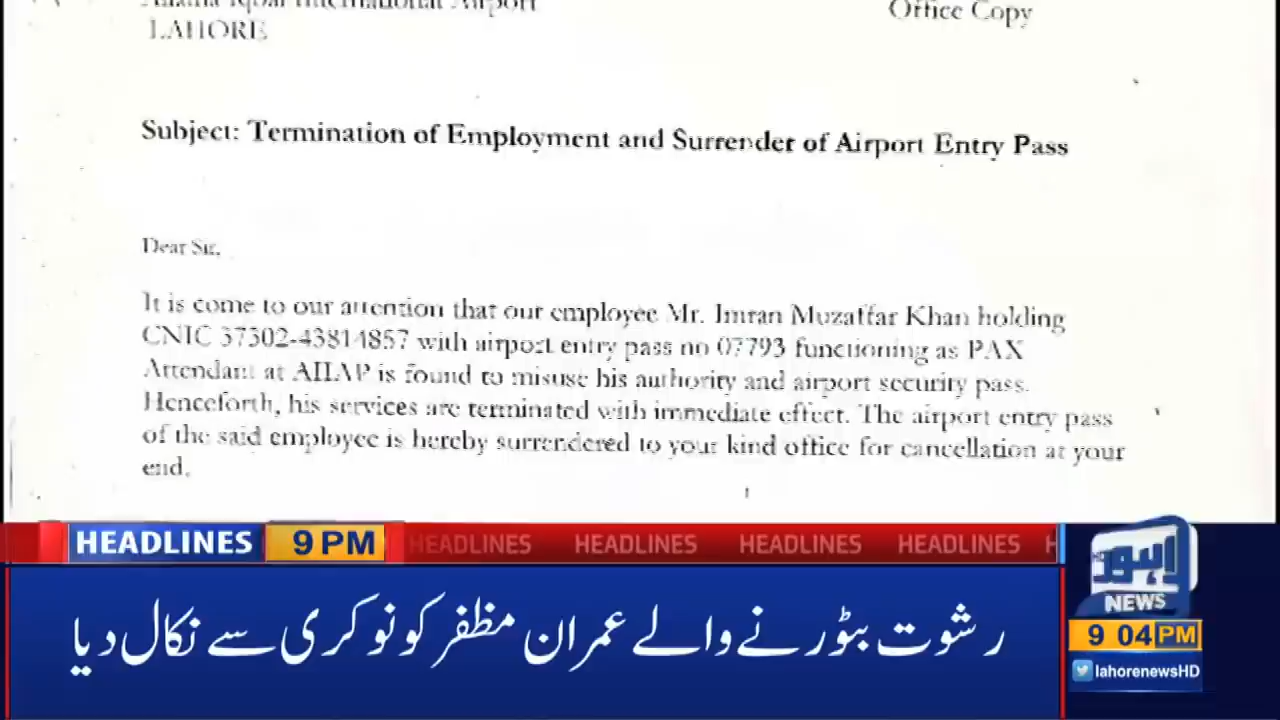 Allama Iqbal International Airport
Office Copy
LAHORE
Subject: Termination of Employment and Surrender of Airport Entry Pass
Dear Sir,
It is come to our attention that our employee Mr. Imran Muzaffar Khan holding
CNIC 37302-43814857 with airport entry pass no 07793 functioning as PAX
Attendant at AIIAP is found to misuse his authority and airport security pass.
Henceforth, his services are terminated with immediate effect. The airport entry pass
of the said employee is hereby surrendered to your kind office for cancellation at your
end.
HEADLINES 9 PM HEADLINES HEADLINES HEADLINES HEADLINES
رشوت بٹورنے والے عمران مظفر کو نوکری سے نکال دیا
لاہور
NEWS
9 04 PM
lahorenewsHD